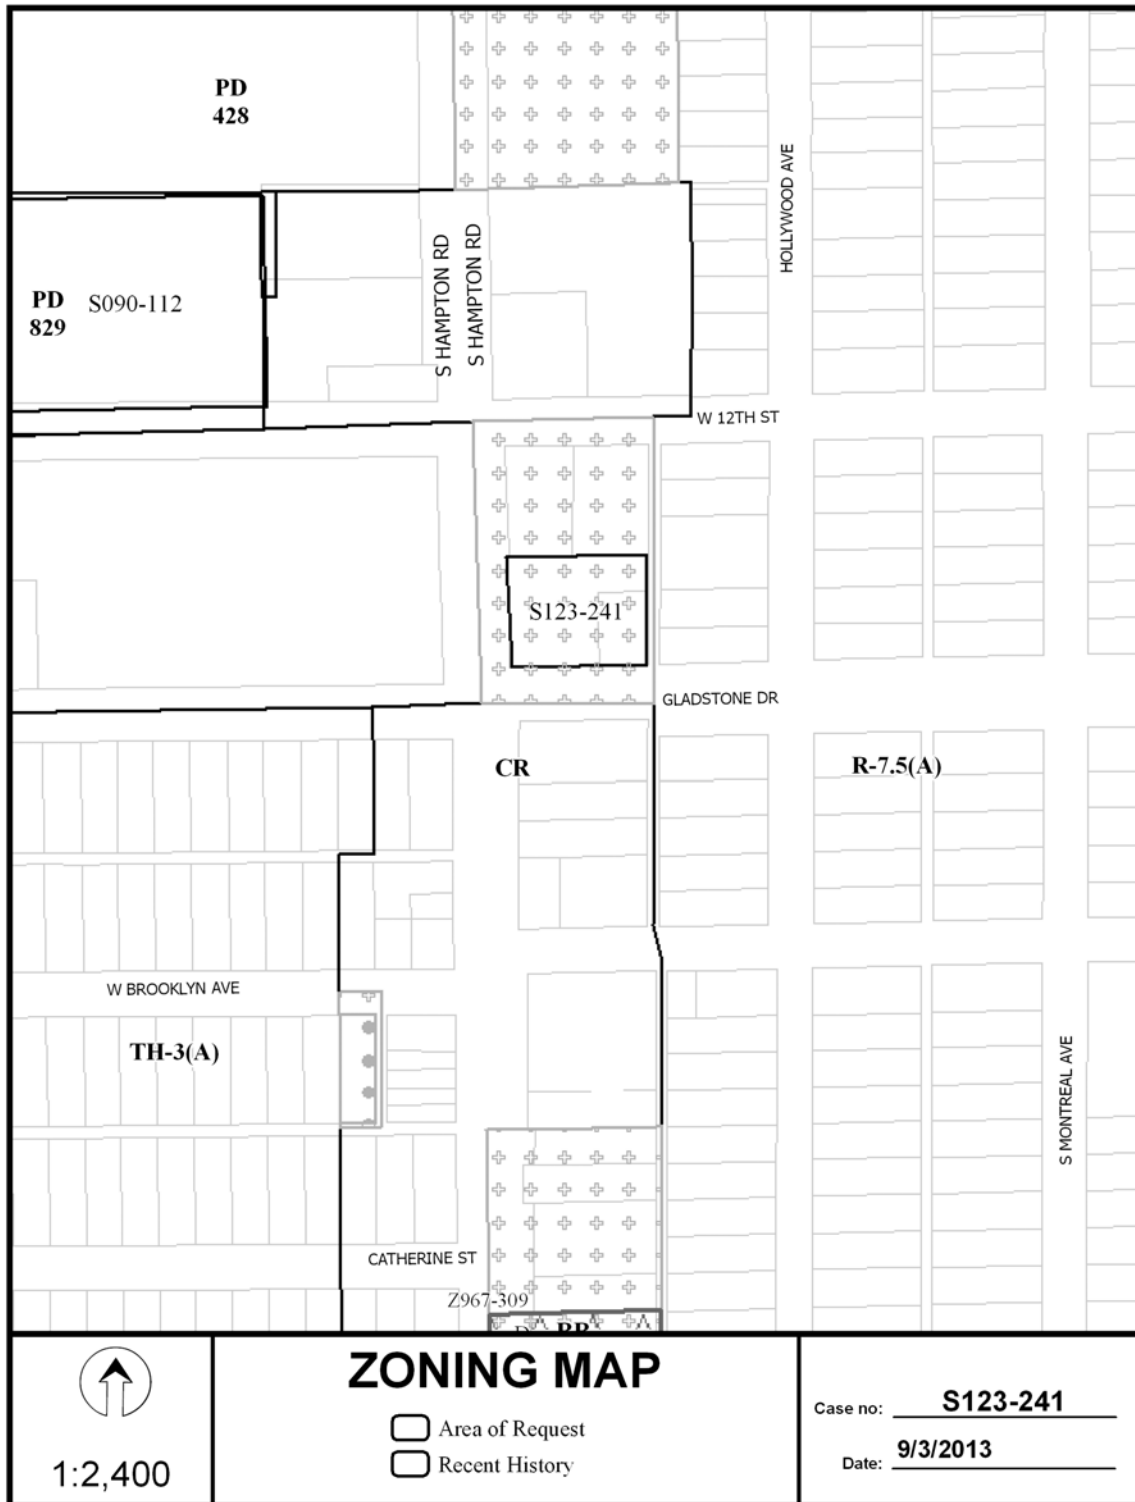 PD
428
HOLLYWOOD AVE
S HAMPTON RD
S HAMPTON RD
PD
829
S090-112
W 12TH ST
S123-241
GLADSTONE DR
CR
R-7.5(A)
W BROOKLYN AVE
TH-3(A)
S MONTREAL AVE
CATHERINE ST
Z967-309
RR
1:2,400
ZONING MAP
Area of Request
Recent History
Case no: S123-241
Date: 9/3/2013